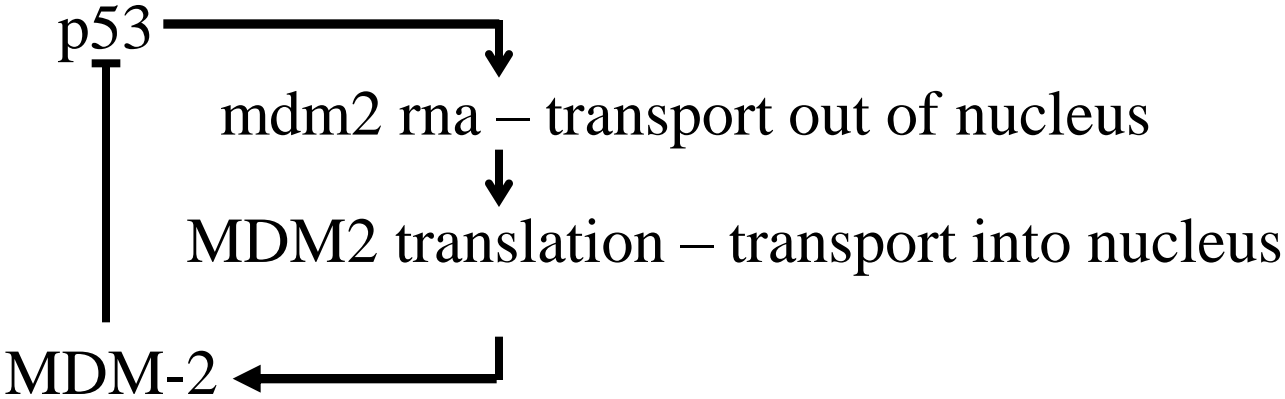 p53
mdm2 rna – transport out of nucleus
MDM2 translation – transport into nucleus
MDM-2